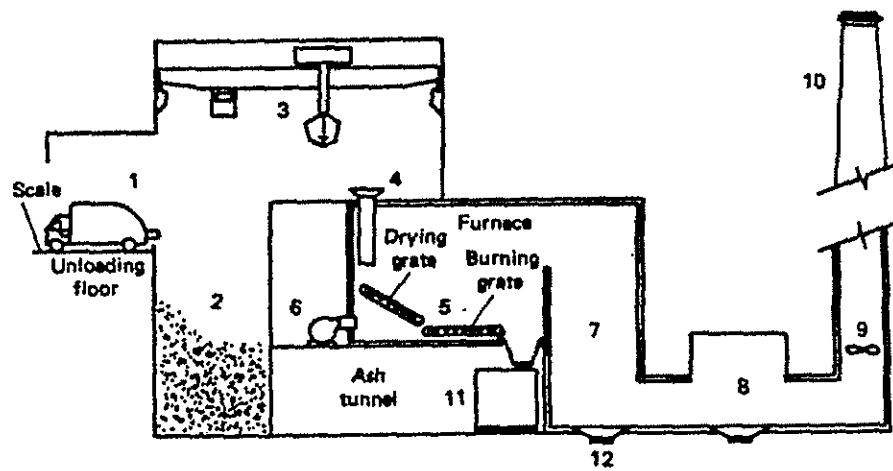 10
3
1
4
Scale
Furnace
Drying
grate
Burning
grate
Unloading
floor
2
6
5
7
9
8
Ash
tunnel
11
12